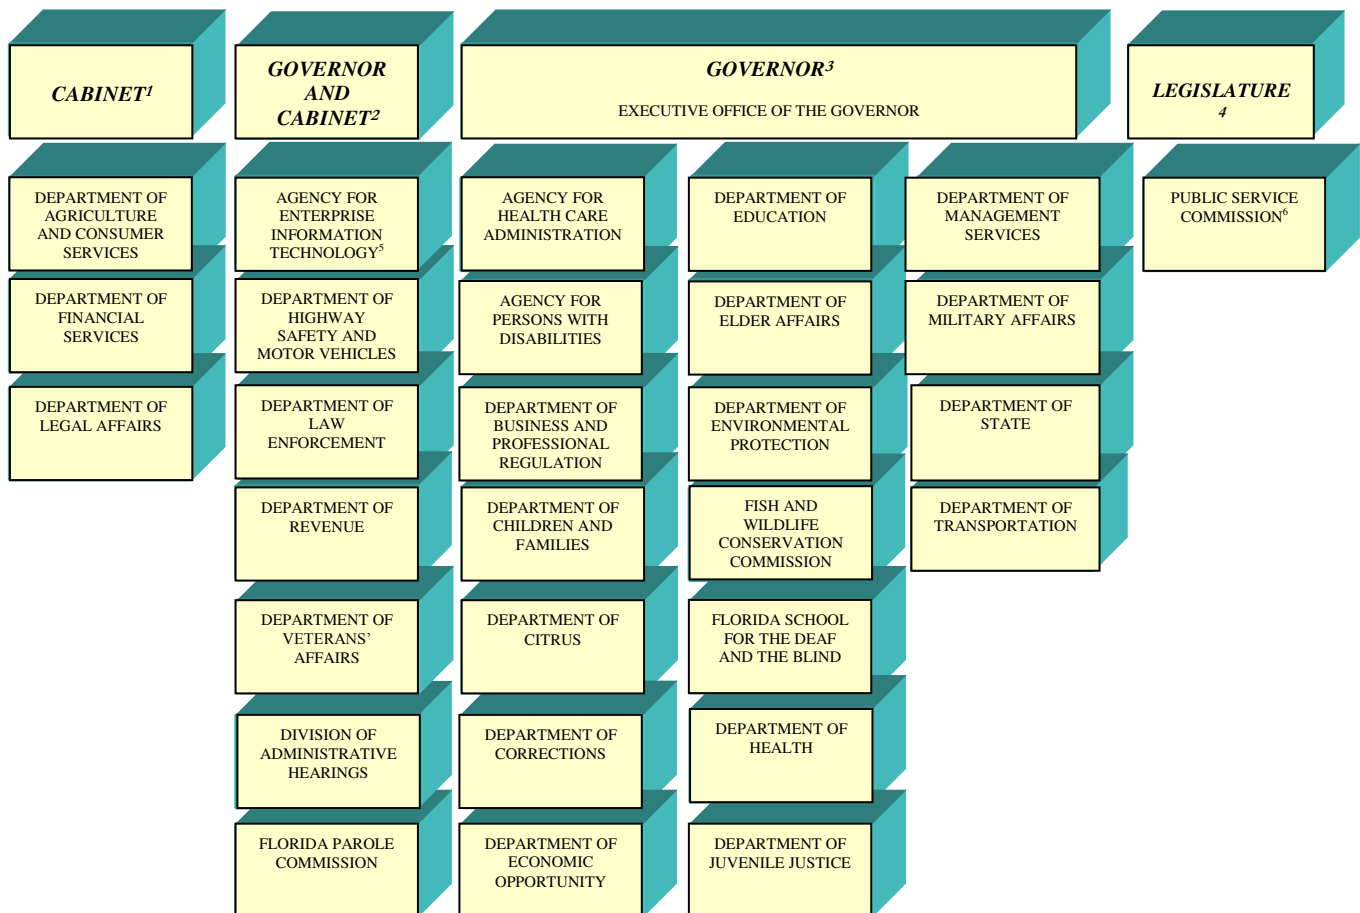 CABINET1
GOVERNOR
AND
CABINET2
GOVERNOR3
EXECUTIVE OFFICE OF THE GOVERNOR
LEGISLATURE
4
DEPARTMENT OF
AGRICULTURE
AND CONSUMER
SERVICES
DEPARTMENT OF
FINANCIAL
SERVICES
DEPARTMENT OF
LEGAL AFFAIRS
AGENCY FOR
ENTERPRISE
INFORMATION
TECHNOLOGY5
DEPARTMENT OF
HIGHWAY
SAFETY AND
MOTOR VEHICLES
DEPARTMENT OF
LAW
ENFORCEMENT
DEPARTMENT OF
REVENUE
DEPARTMENT OF
VETERANS’
AFFAIRS
DIVISION OF
ADMINISTRATIVE
HEARINGS
FLORIDA PAROLE
COMMISSION
AGENCY FOR
HEALTH CARE
ADMINISTRATION
AGENCY FOR
PERSONS WITH
DISABILITIES
DEPARTMENT OF
BUSINESS AND
PROFESSIONAL
REGULATION
DEPARTMENT OF
CHILDREN AND
FAMILIES
DEPARTMENT OF
CITRUS
DEPARTMENT OF
CORRECTIONS
DEPARTMENT OF
ECONOMIC
OPPORTUNITY
DEPARTMENT OF
EDUCATION
DEPARTMENT OF
ELDER AFFAIRS
DEPARTMENT OF
ENVIRONMENTAL
PROTECTION
FISH AND
WILDLIFE
CONSERVATION
COMMISSION
FLORIDA SCHOOL
FOR THE DEAF
AND THE BLIND
DEPARTMENT OF
HEALTH
DEPARTMENT OF
JUVENILE JUSTICE
DEPARTMENT OF
MANAGEMENT
SERVICES
DEPARTMENT OF
MILITARY AFFAIRS
DEPARTMENT OF
STATE
DEPARTMENT OF
TRANSPORTATION
PUBLIC SERVICE
COMMISSION6